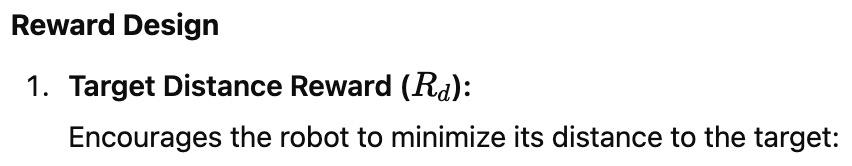 Reward Design
1. Target Distance Reward (R_d):
Encourages the robot to minimize its distance to the target: